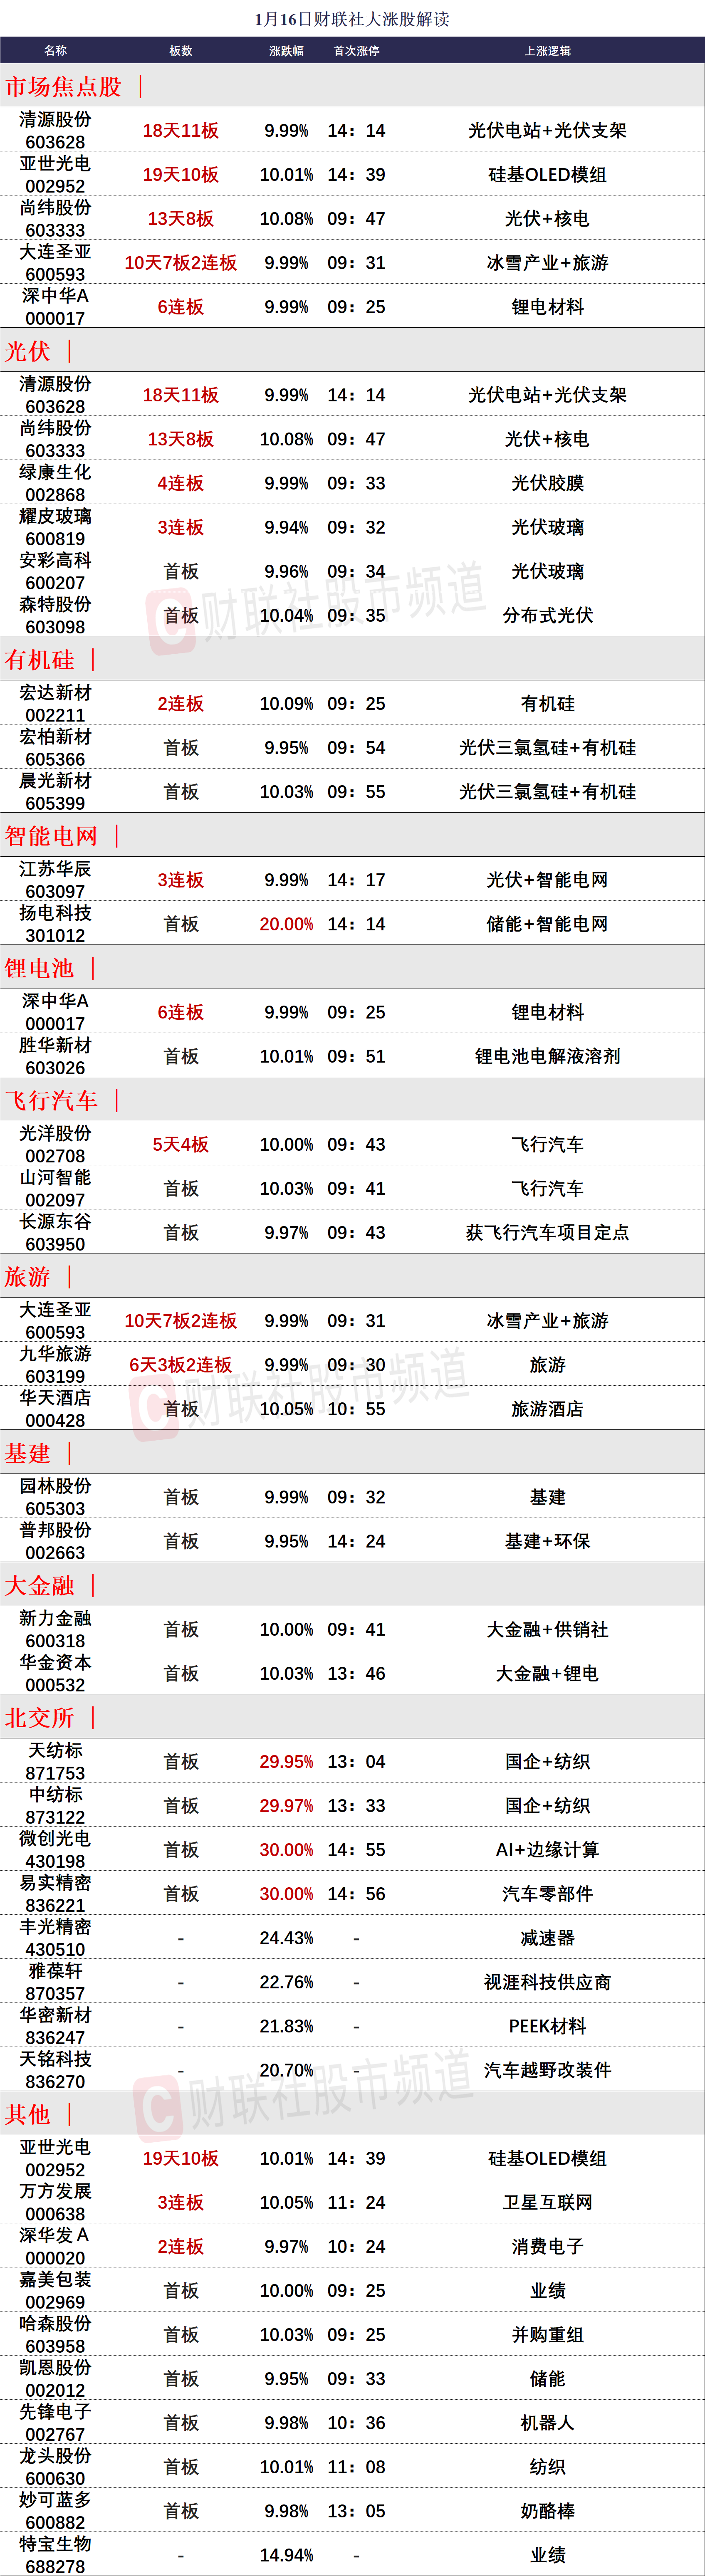 1月16日财联社大涨股解读
名称 板数 涨跌幅 首次涨停 上涨逻辑
市场焦点股 |
清源股份 603628 18天11板 9.99% 14：14 光伏电站+光伏支架
亚世光电 002952 19天10板 10.01% 14：39 硅基OLED模组
尚纬股份 603333 13天8板 10.08% 09：47 光伏+核电
大连圣亚 600593 10天7板2连板 9.99% 09：31 冰雪产业+旅游
深中华A 000017 6连板 9.99% 09：25 锂电材料
光伏 |
清源股份 603628 18天11板 9.99% 14：14 光伏电站+光伏支架
尚纬股份 603333 13天8板 10.08% 09：47 光伏+核电
绿康生化 002868 4连板 9.99% 09：33 光伏胶膜
耀皮玻璃 600819 3连板 9.94% 09：32 光伏玻璃
安彩高科 600207 首板 9.96% 09：34 光伏玻璃
森特股份 603098 首板 10.04% 09：35 分布式光伏
财联社股市频道
有机硅 |
宏达新材 002211 2连板 10.09% 09：25 有机硅
宏柏新材 605366 首板 9.95% 09：54 光伏三氯氢硅+有机硅
晨光新材 605399 首板 10.03% 09：55 光伏三氯氢硅+有机硅
智能电网 |
江苏华辰 603097 3连板 9.99% 14：17 光伏+智能电网
扬电科技 301012 首板 20.00% 14：14 储能+智能电网
锂电池 |
深中华A 000017 6连板 9.99% 09：25 锂电材料
胜华新材 603026 首板 10.01% 09：51 锂电池电解液溶剂
飞行汽车 |
光洋股份 002708 5天4板 10.00% 09：43 飞行汽车
山河智能 002097 首板 10.03% 09：41 飞行汽车
长源东谷 603950 首板 9.97% 09：43 获飞行汽车项目定点
旅游 |
大连圣亚 600593 10天7板2连板 9.99% 09：31 冰雪产业+旅游
九华旅游 603199 6天3板2连板 9.99% 09：30 旅游
华天酒店 000428 首板 10.05% 10：55 旅游酒店
财联社股市频道
基建 |
园林股份 605303 首板 9.99% 09：32 基建
普邦股份 002663 首板 9.95% 14：24 基建+环保
大金融 |
新力金融 600318 首板 10.00% 09：41 大金融+供销社
华金资本 000532 首板 10.03% 13：46 大金融+锂电
北交所 |
天纺标 871753 首板 29.95% 13：04 国企+纺织
中纺标 873122 首板 29.97% 13：33 国企+纺织
微创光电 430198 首板 30.00% 14：55 AI+边缘计算
易实精密 836221 首板 30.00% 14：56 汽车零部件
丰光精密 430510 - 24.43% - 减速器
雅葆轩 870357 - 22.76% - 视涯科技供应商
华密新材 836247 - 21.83% - PEEK材料
天铭科技 836270 - 20.70% - 汽车越野改装件
财联社股市频道
其他 |
亚世光电 002952 19天10板 10.01% 14：39 硅基OLED模组
万方发展 000638 3连板 10.05% 11：24 卫星互联网
深华发Ａ 000020 2连板 9.97% 10：24 消费电子
嘉美包装 002969 首板 10.00% 09：25 业绩
哈森股份 603958 首板 10.03% 09：25 并购重组
凯恩股份 002012 首板 9.95% 09：33 储能
先锋电子 002767 首板 9.98% 10：36 机器人
龙头股份 600630 首板 10.01% 11：08 纺织
妙可蓝多 600882 首板 9.98% 13：05 奶酪棒
特宝生物 688278 - 14.94% - 业绩